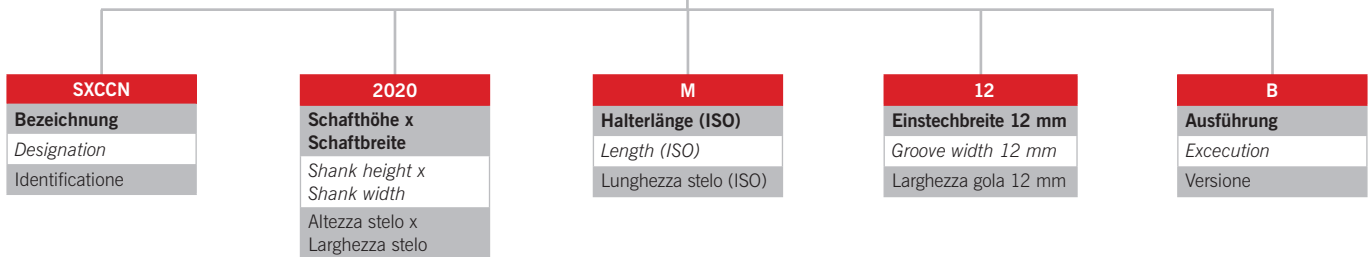 SXCCN
Bezeichnung
Designation
Identificatione
2020
Schafthöhe x
Schaftbreite
Shank height x
Shank width
Altezza stelo x
Larghezza stelo
M
Halterlänge (ISO)
Length (ISO)
Lunghezza stelo (ISO)
12
Einstechbreite 12 mm
Groove width 12 mm
Larghezza gola 12 mm
B
Ausführung
Excecution
Versione